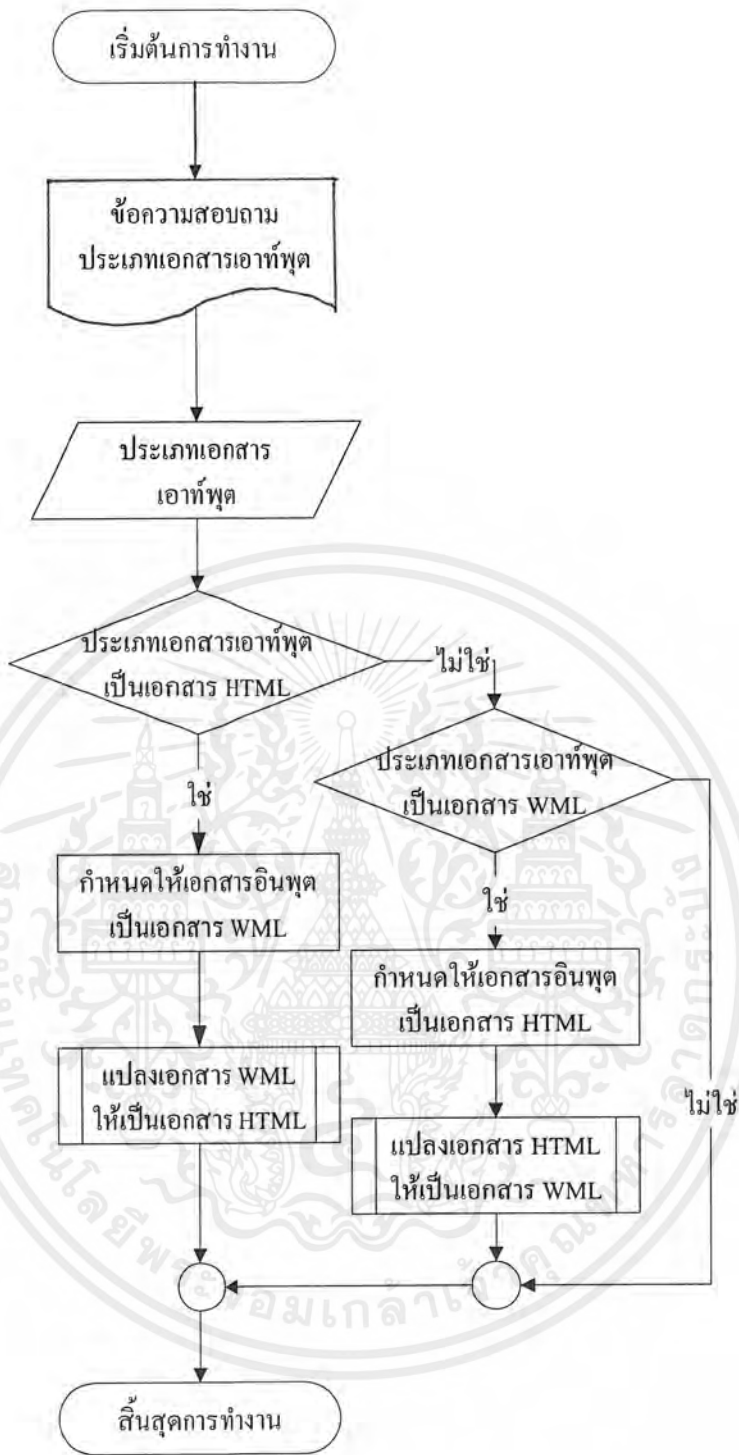 เริ่มต้นการทำงาน
ข้อความสอบถาม
ประเภทเอกสารเอาท์พุต
ประเภทเอกสาร
เอาท์พุต
ประเภทเอกสารเอาท์พุต
เป็นเอกสาร HTML
ไม่ใช่
ประเภทเอกสารเอาท์พุต
เป็นเอกสาร WML
ใช่
กำหนดให้เอกสารอินพุต
เป็นเอกสาร WML
ใช่
กำหนดให้เอกสารอินพุต
เป็นเอกสาร HTML
แปลงเอกสาร WML
ให้เป็นเอกสาร HTML
ไม่ใช่
แปลงเอกสาร HTML
ให้เป็นเอกสาร WML
สิ้นสุดการทำงาน